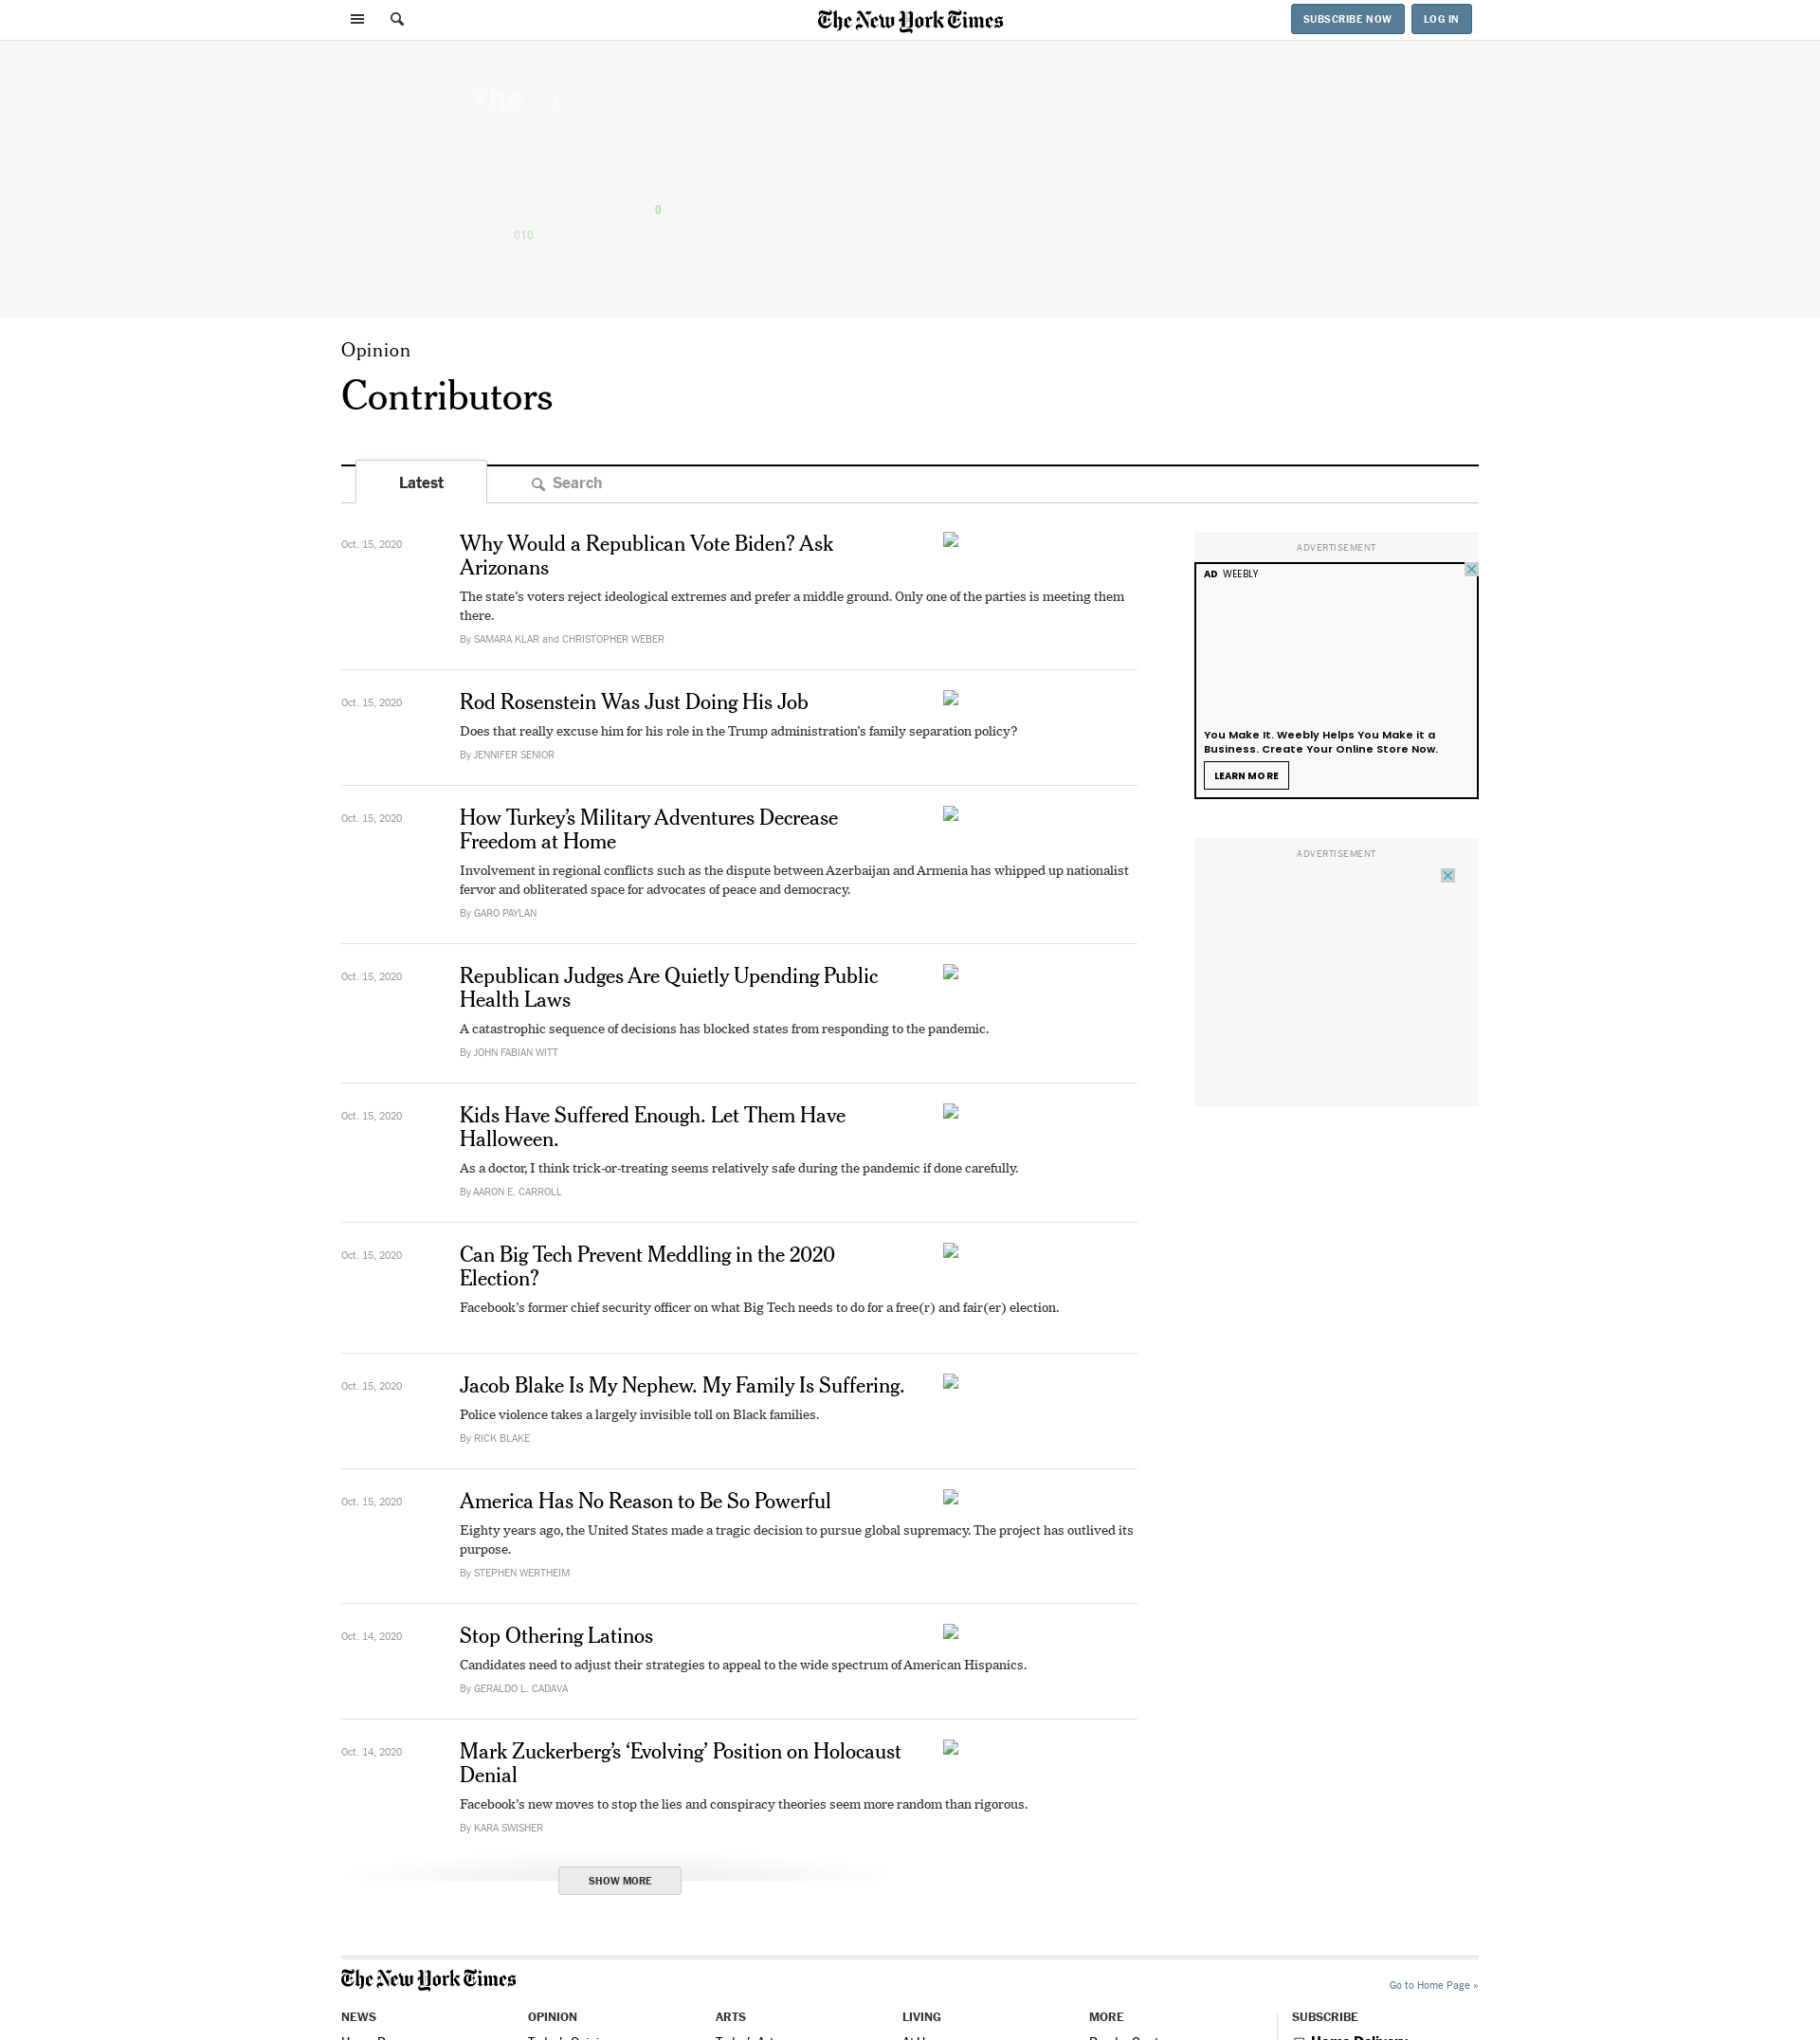 The New York Times
SUBSCRIBE NOW
LOG IN
The r
0
010
Opinion
Contributors
Latest
Search
Oct. 15, 2020
Why Would a Republican Vote Biden? Ask
Arizonans
The state’s voters reject ideological extremes and prefer a middle ground. Only one of the parties is meeting them
there.
By SAMARA KLAR and CHRISTOPHER WEBER
Oct. 15, 2020
Rod Rosenstein Was Just Doing His Job
Does that really excuse him for his role in the Trump administration’s family separation policy?
By JENNIFER SENIOR
Oct. 15, 2020
How Turkey’s Military Adventures Decrease
Freedom at Home
Involvement in regional conflicts such as the dispute between Azerbaijan and Armenia has whipped up nationalist
fervor and obliterated space for advocates of peace and democracy.
By GARO PAYLAN
Oct. 15, 2020
Republican Judges Are Quietly Upending Public
Health Laws
A catastrophic sequence of decisions has blocked states from responding to the pandemic.
By JOHN FABIAN WITT
Oct. 15, 2020
Kids Have Suffered Enough. Let Them Have
Halloween.
As a doctor, I think trick-or-treating seems relatively safe during the pandemic if done carefully.
By AARON E. CARROLL
Oct. 15, 2020
Can Big Tech Prevent Meddling in the 2020
Election?
Facebook’s former chief security officer on what Big Tech needs to do for a free(r) and fair(er) election.
Oct. 15, 2020
Jacob Blake Is My Nephew. My Family Is Suffering.
Police violence takes a largely invisible toll on Black families.
By RICK BLAKE
Oct. 15, 2020
America Has No Reason to Be So Powerful
Eighty years ago, the United States made a tragic decision to pursue global supremacy. The project has outlived its
purpose.
By STEPHEN WERTHEIM
Oct. 14, 2020
Stop Othering Latinos
Candidates need to adjust their strategies to appeal to the wide spectrum of American Hispanics.
By GERALDO L. CADAVA
Oct. 14, 2020
Mark Zuckerberg’s ‘Evolving’ Position on Holocaust
Denial
Facebook’s new moves to stop the lies and conspiracy theories seem more random than rigorous.
By KARA SWISHER
SHOW MORE
ADVERTISEMENT
AD WEEBLY
You Make It. Weebly Helps You Make it a
Business. Create Your Online Store Now.
LEARN MORE
ADVERTISEMENT
The New York Times
Go to Home Page »
NEWS
OPINION
ARTS
LIVING
MORE
SUBSCRIBE